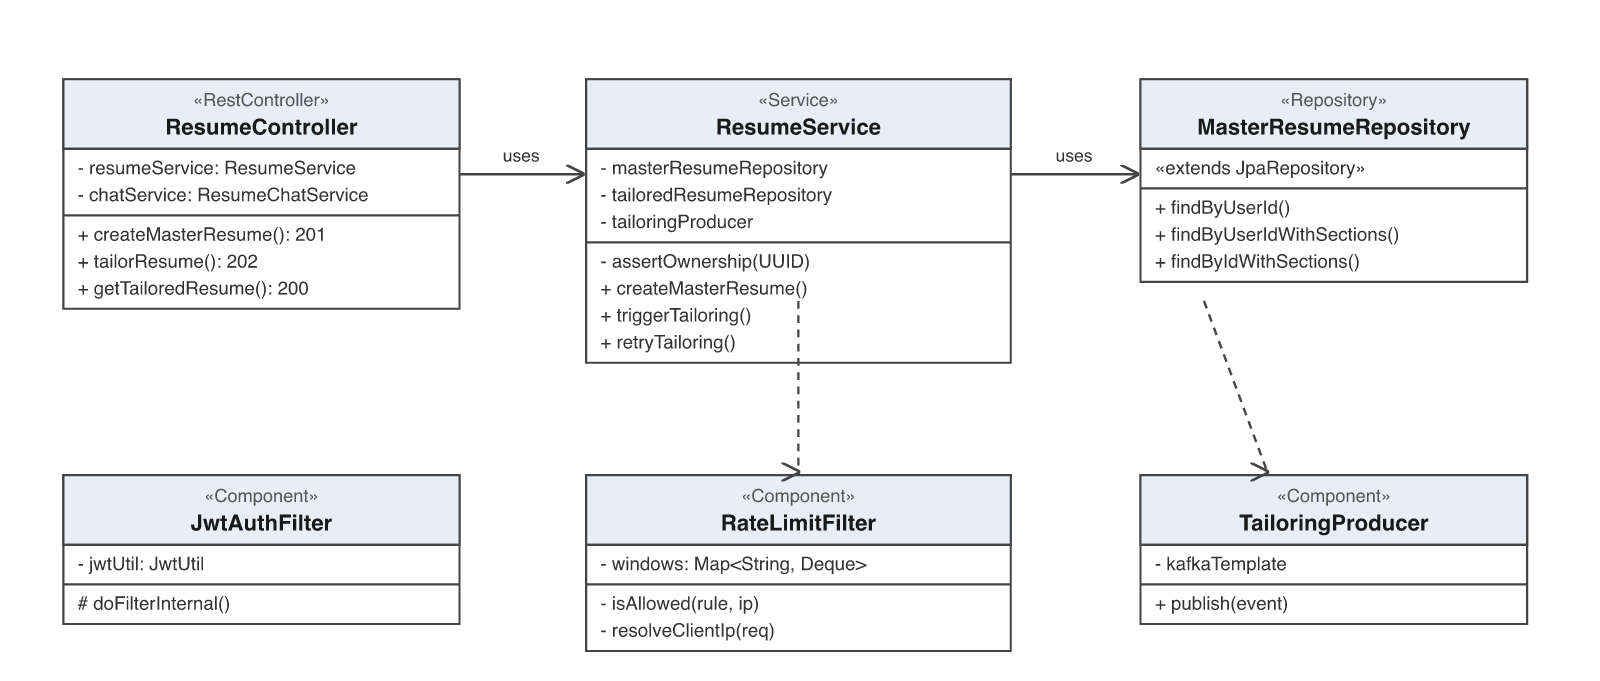 «RestController»
ResumeController
- resumeService: ResumeService
- chatService: ResumeChatService
+ createMasterResume(): 201
+ tailorResume(): 202
+ getTailoredResume(): 200
uses
«Service»
ResumeService
- masterResumeRepository
- tailoredResumeRepository
- tailoringProducer
- assertOwnership(UUID)
+ createMasterResume()
+ triggerTailoring()
+ retryTailoring()
uses
«Repository»
MasterResumeRepository
«extends JpaRepository»
+ findByUserId()
+ findByUserIdWithSections()
+ findByIdWithSections()
«Component»
JwtAuthFilter
- jwtUtil: JwtUtil
# doFilterInternal()
«Component»
RateLimitFilter
- windows: Map<String, Deque>
- isAllowed(rule, ip)
- resolveClientIp(req)
«Component»
TailoringProducer
- kafkaTemplate
+ publish(event)